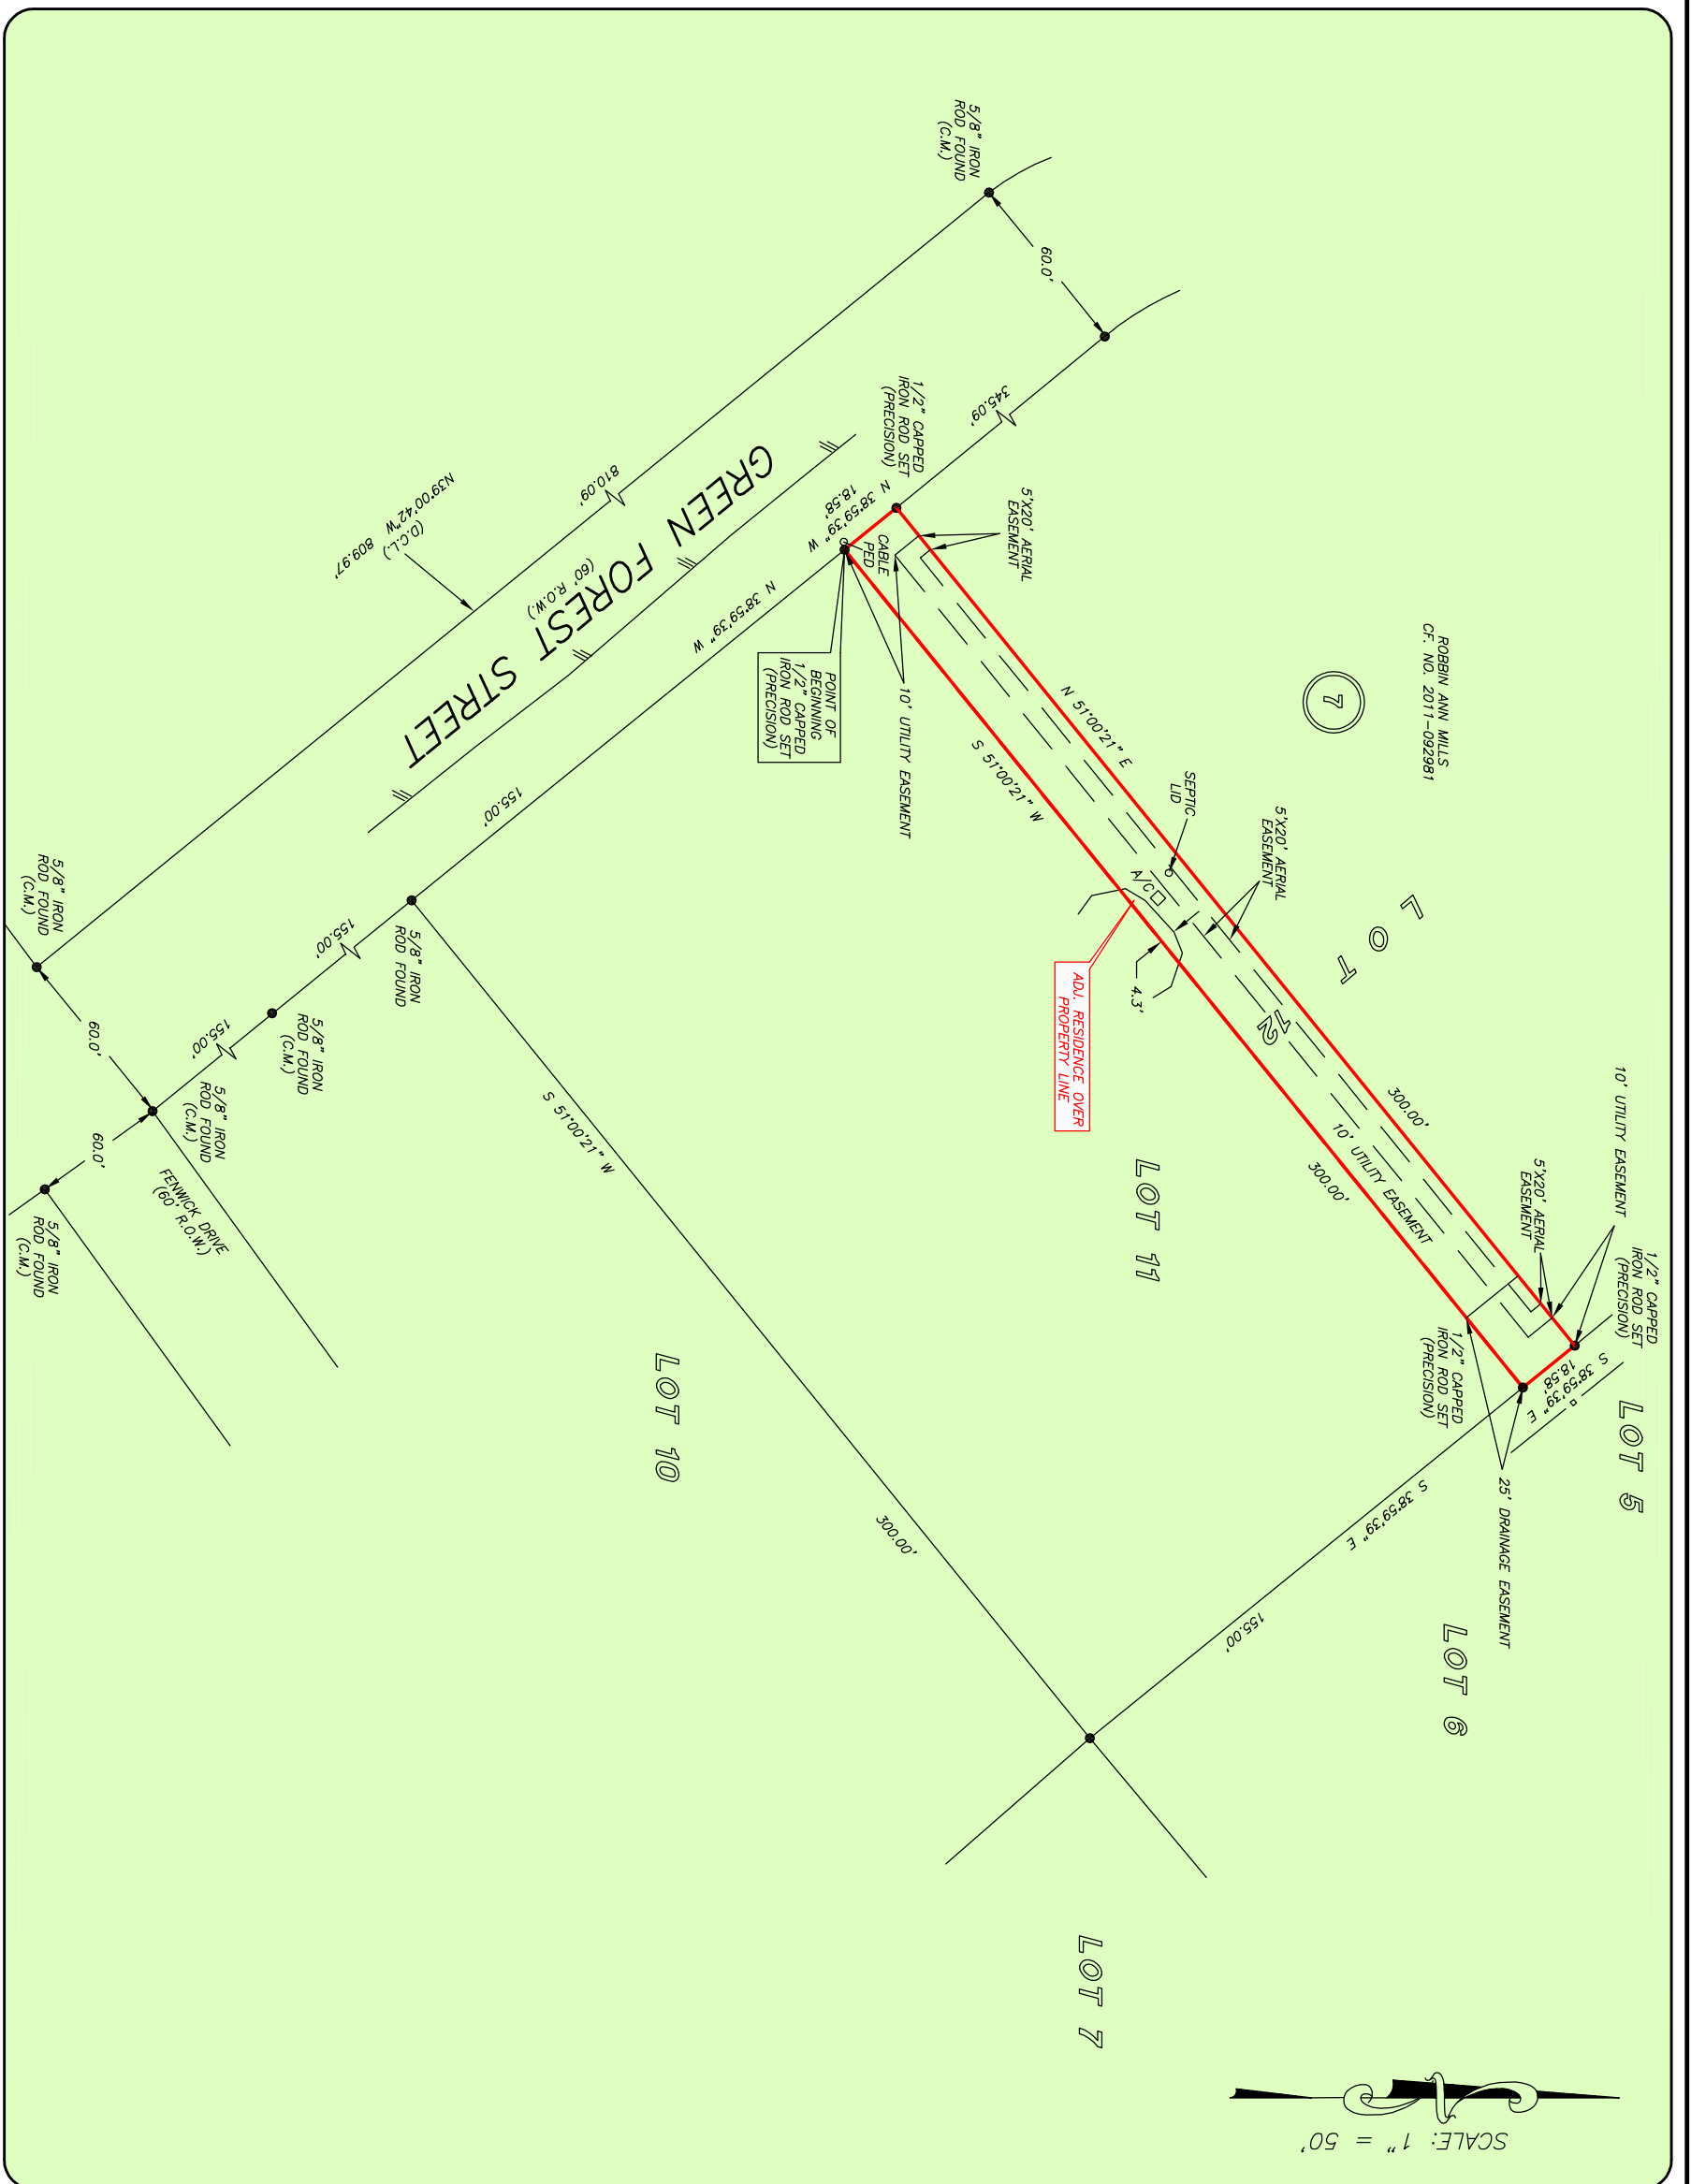 5/8" IRON
ROD FOUND
(C.M.)
60.0'
345.09'
1/2" CAPPED
IRON ROD SET
(PRECISION)
N 38°59'39" W
18.58'
CABLE
PED
5'X20' AERIAL
EASEMENT
ROBBIN ANN MILLS
CF. NO. 2011-092981
7
LOT
12
N 51°00'21" E
300.00'
S 51°00'21" W
300.00'
SEPTIC
LID
5'X20' AERIAL
EASEMENT
A/C
4.3'
ADJ. RESIDENCE OVER
PROPERTY LINE
10' UTILITY EASEMENT
10' UTILITY EASEMENT
10' UTILITY EASEMENT
5'X20' AERIAL
EASEMENT
1/2" CAPPED
IRON ROD SET
(PRECISION)
S 38°59'39" E
18.58'
1/2" CAPPED
IRON ROD SET
(PRECISION)
25' DRAINAGE EASEMENT
LOT 5
LOT 6
LOT 7
S 38°59'39" E
155.00'
LOT 11
LOT 10
S 51°00'21" W
300.00'
POINT OF
BEGINNING
1/2" CAPPED
IRON ROD SET
(PRECISION)
N 38°59'39" W
155.00'
GREEN FOREST STREET
(60' R.O.W.)
810.09'
N39°00'42"W 809.97'
(D.C.L.)
5/8" IRON
ROD FOUND
155.00'
5/8" IRON
ROD FOUND
(C.M.)
155.00'
5/8" IRON
ROD FOUND
(C.M.)
5/8" IRON
ROD FOUND
(C.M.)
60.0'
60.0'
FENWICK DRIVE
(60' R.O.W.)
5/8" IRON
ROD FOUND
(C.M.)
N
SCALE: 1" = 50'